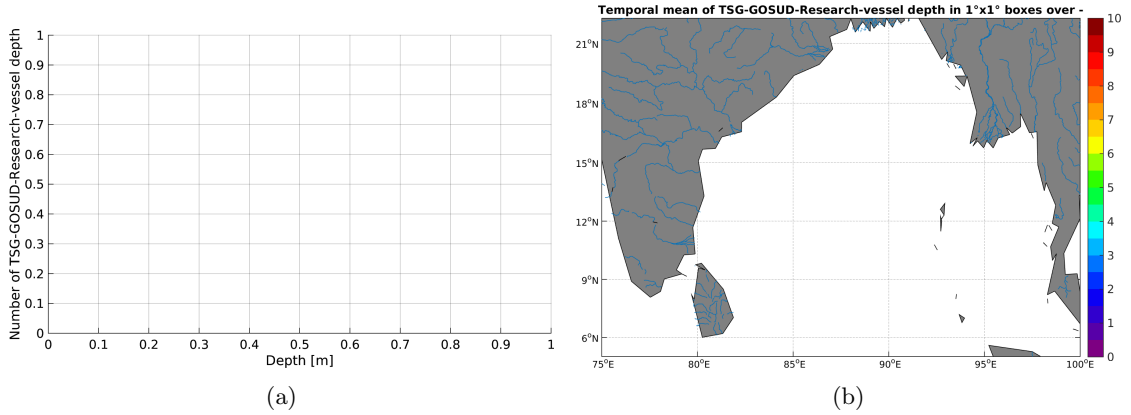 Number of TSG-GOSUD-Research-vessel depth
1
0.9
0.8
0.7
0.6
0.5
0.4
0.3
0.2
0.1
0
0 0.1 0.2 0.3 0.4 0.5 0.6 0.7 0.8 0.9 1
Depth [m]
(a)
Temporal mean of TSG-GOSUD-Research-vessel depth in 1°x1° boxes over -
21°N
18°N
15°N
12°N
9°N
6°N
75°E 80°E 85°E 90°E 95°E 100°E
10
9
8
7
6
5
4
3
2
1
0
(b)